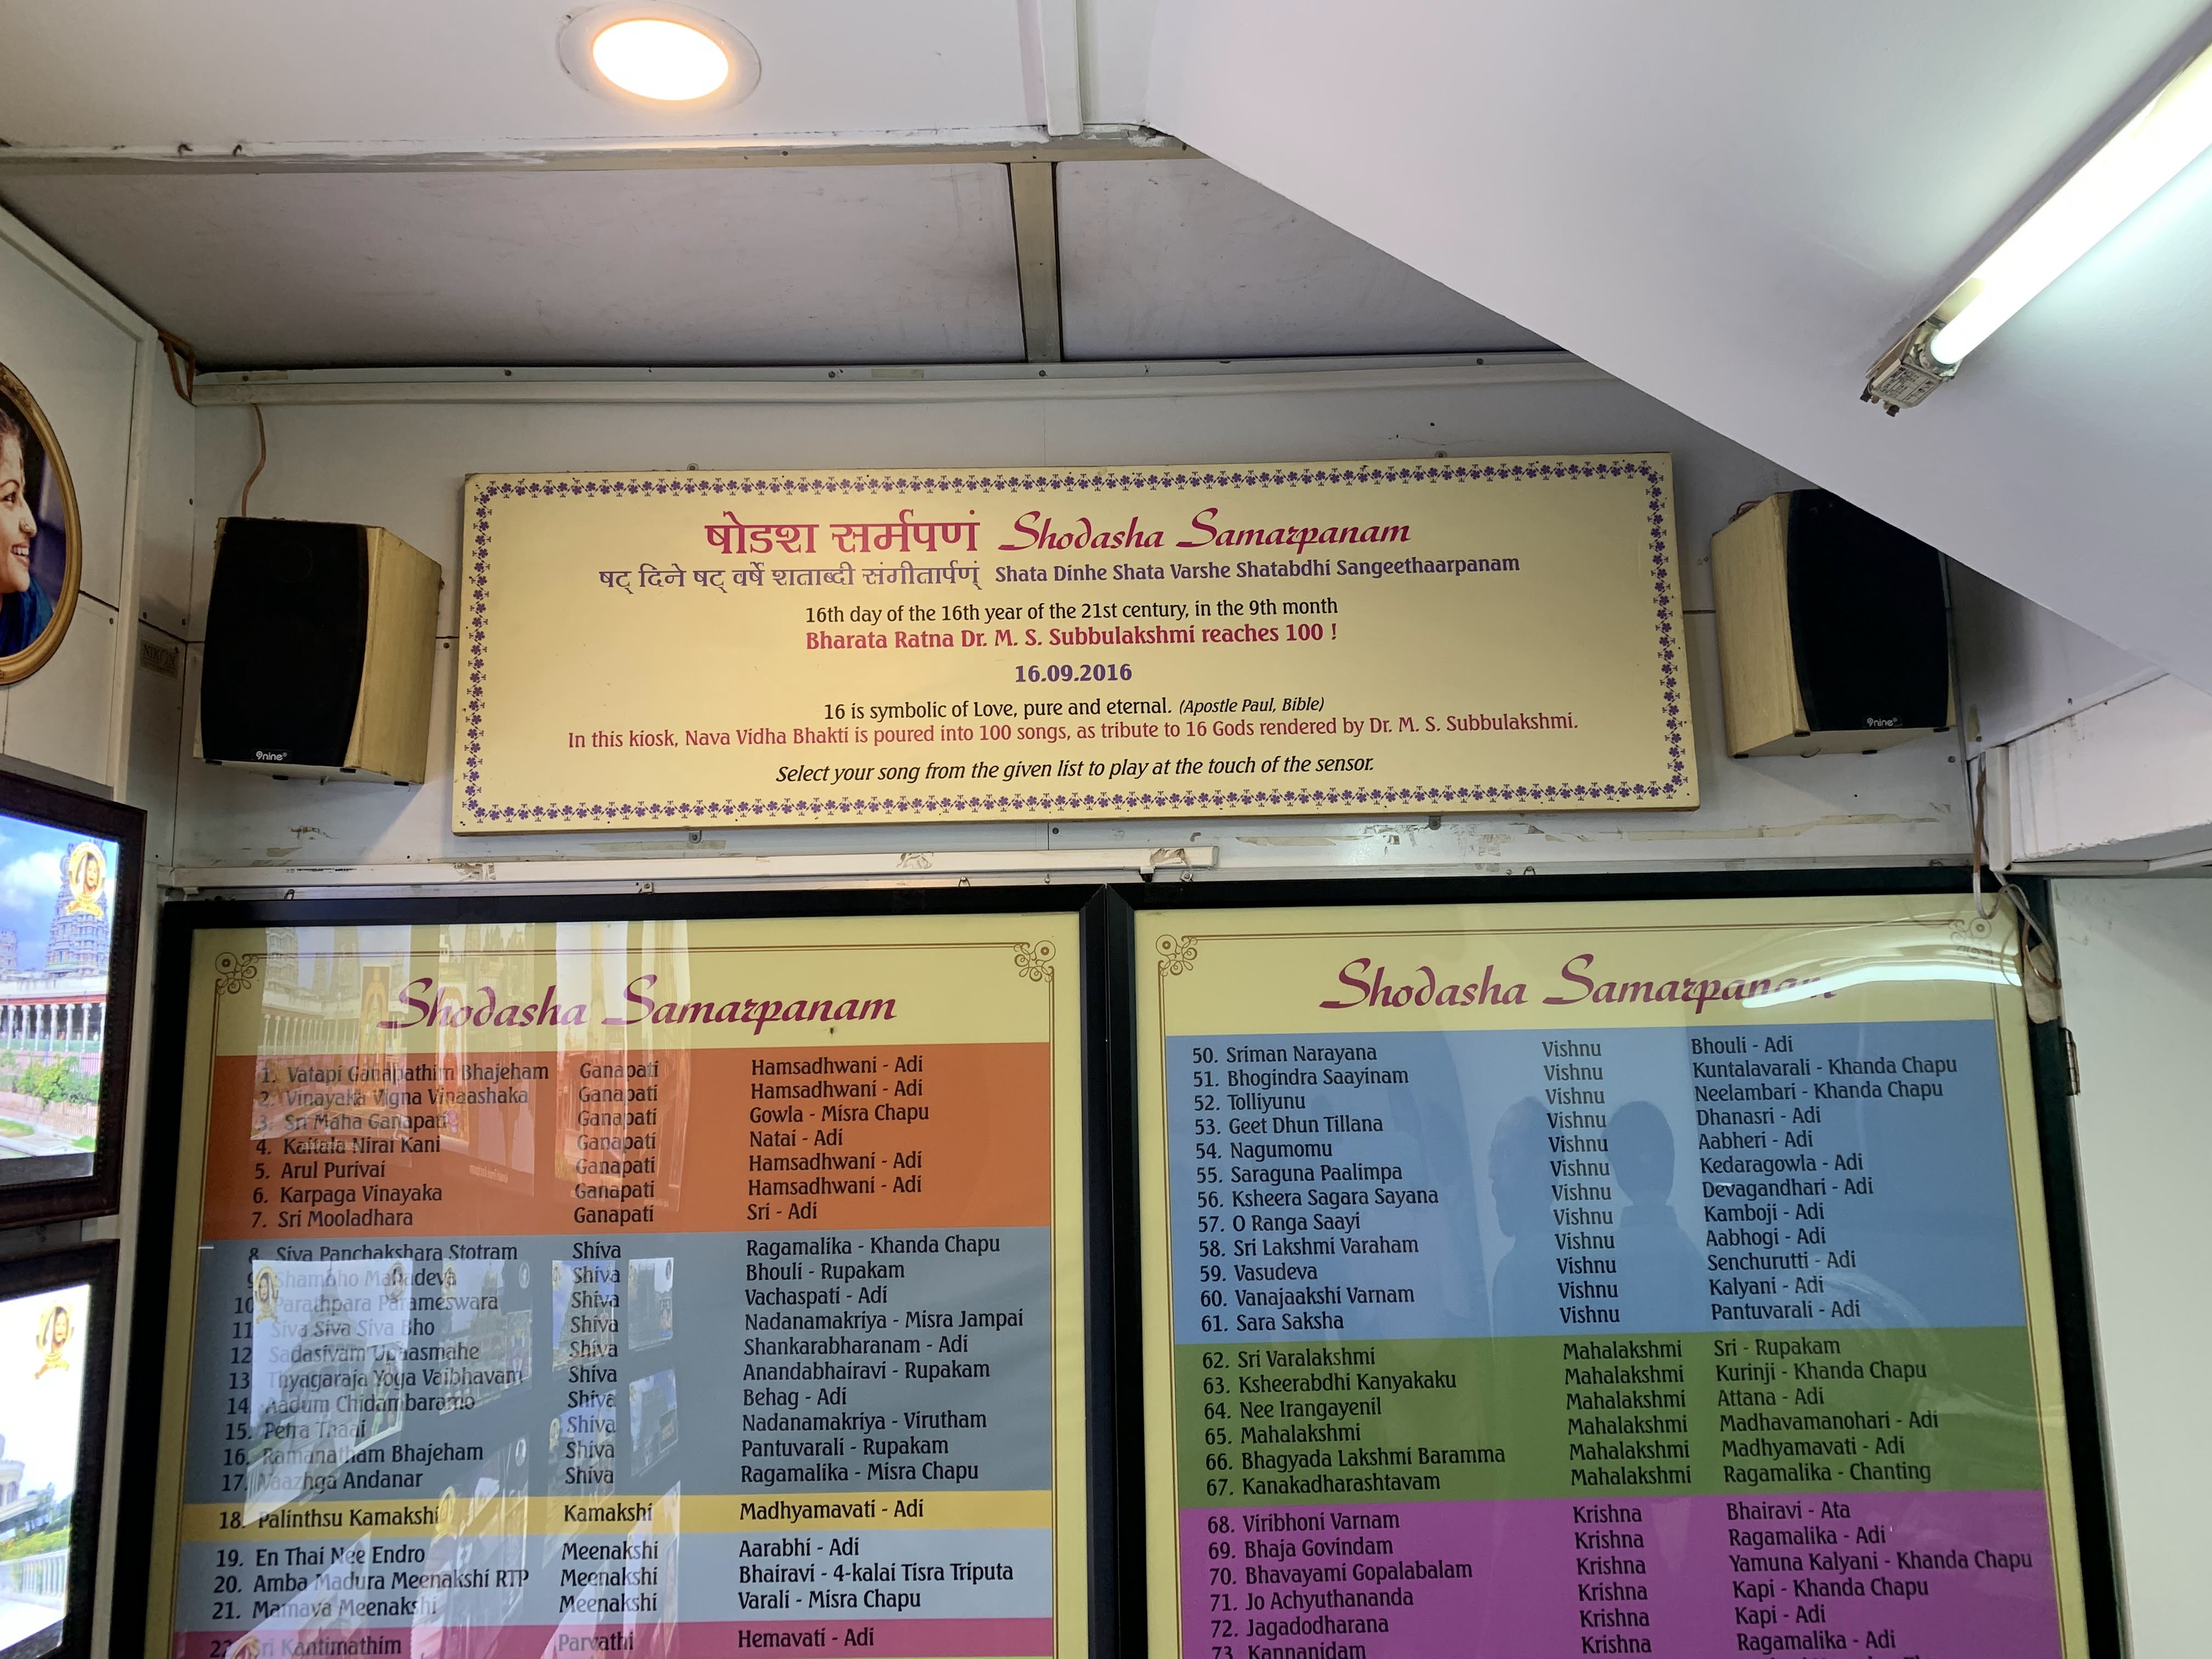 षोडश सर्मपणं Shodasha Samarpanam
षट् दिने षट् वर्षे शताब्दी संगीतार्पणं Shata Dinhe Shata Varshe Shatabdhi Sangeethaarpanam
16th day of the 16th year of the 21st century, in the 9th month
Bharata Ratna Dr. M. S. Subbulakshmi reaches 100 !
16.09.2016
16 is symbolic of Love, pure and eternal. (Apostle Paul, Bible)
In this kiosk, Nava Vidha Bhakti is poured into 100 songs, as tribute to 16 Gods rendered by Dr. M. S. Subbulakshmi.
Select your song from the given list to play at the touch of the sensor.
9nine
9nine
Shodasha Samarpanam
1. Vatapi Ganapathim Bhajeham Ganapati Hamsadhwani - Adi
2. Vinayaka Vigna Vinaashaka Ganapati Hamsadhwani - Adi
3. Sri Maha Ganapati Ganapati Gowla - Misra Chapu
4. Kaitala Nirai Kani Ganapati Natai - Adi
5. Arul Purivai Ganapati Hamsadhwani - Adi
6. Karpaga Vinayaka Ganapati Hamsadhwani - Adi
7. Sri Mooladhara Ganapati Sri - Adi
8. Siva Panchakshara Stotram Shiva Ragamalika - Khanda Chapu
9. Shambho Mahadeva Shiva Bhouli - Rupakam
10. Parathpara Parameswara Shiva Vachaspati - Adi
11. Siva Siva Siva Bho Shiva Nadanamakriya - Misra Jampai
12. Sadasivam Upaasmahe Shiva Shankarabharanam - Adi
13. Thyagaraja Yoga Vaibhavam Shiva Anandabhairavi - Rupakam
14. Aadum Chidambaramo Shiva Behag - Adi
15. Petra Thaai Shiva Nadanamakriya - Virutham
16. Ramanatham Bhajeham Shiva Pantuvarali - Rupakam
17. Vaazhga Andanar Shiva Ragamalika - Misra Chapu
18. Palinthsu Kamakshi Kamakshi Madhyamavati - Adi
19. En Thai Nee Endro Meenakshi Aarabhi - Adi
20. Amba Madura Meenakshi RTP Meenakshi Bhairavi - 4-kalai Tisra Triputa
21. Mamava Meenakshi Meenakshi Varali - Misra Chapu
22. Sri Kantimathim Parvathi Hemavati - Adi
Shodasha Samarpanam
50. Sriman Narayana Vishnu Bhouli - Adi
51. Bhogindra Saayinam Vishnu Kuntalavarali - Khanda Chapu
52. Tolliyunu Vishnu Neelambari - Khanda Chapu
53. Geet Dhun Tillana Vishnu Dhanasri - Adi
54. Nagumomu Vishnu Aabheri - Adi
55. Saraguna Paalimpa Vishnu Kedaragowla - Adi
56. Ksheera Sagara Sayana Vishnu Devagandhari - Adi
57. O Ranga Saayi Vishnu Kamboji - Adi
58. Sri Lakshmi Varaham Vishnu Aabhogi - Adi
59. Vasudeva Vishnu Senchurutti - Adi
60. Vanajaakshi Varnam Vishnu Kalyani - Adi
61. Sara Saksha Vishnu Pantuvarali - Adi
62. Sri Varalakshmi Mahalakshmi Sri - Rupakam
63. Ksheerabdhi Kanyakaku Mahalakshmi Kurinji - Khanda Chapu
64. Nee Irangayenil Mahalakshmi Attana - Adi
65. Mahalakshmi Mahalakshmi Madhavamanohari - Adi
66. Bhagyada Lakshmi Baramma Mahalakshmi Madhyamavati - Adi
67. Kanakadharashtavam Mahalakshmi Ragamalika - Chanting
68. Viribhoni Varnam Krishna Bhairavi - Ata
69. Bhaja Govindam Krishna Ragamalika - Adi
70. Bhavayami Gopalabalam Krishna Yamuna Kalyani - Khanda Chapu
71. Jo Achyuthananda Krishna Kapi - Khanda Chapu
72. Jagadodharana Krishna Kapi - Adi
73. Kannanidam Krishna Ragamalika - Adi